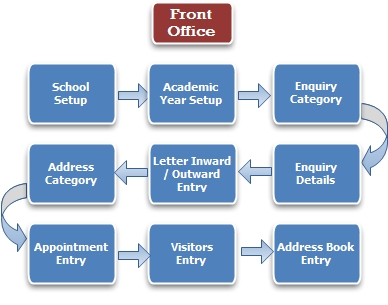 Front
Office
School
Setup
Academic
Year Setup
Enquiry
Category
Address
Category
Letter Inward
/ Outward
Entry
Enquiry
Details
Appointment
Entry
Visitors
Entry
Address Book
Entry